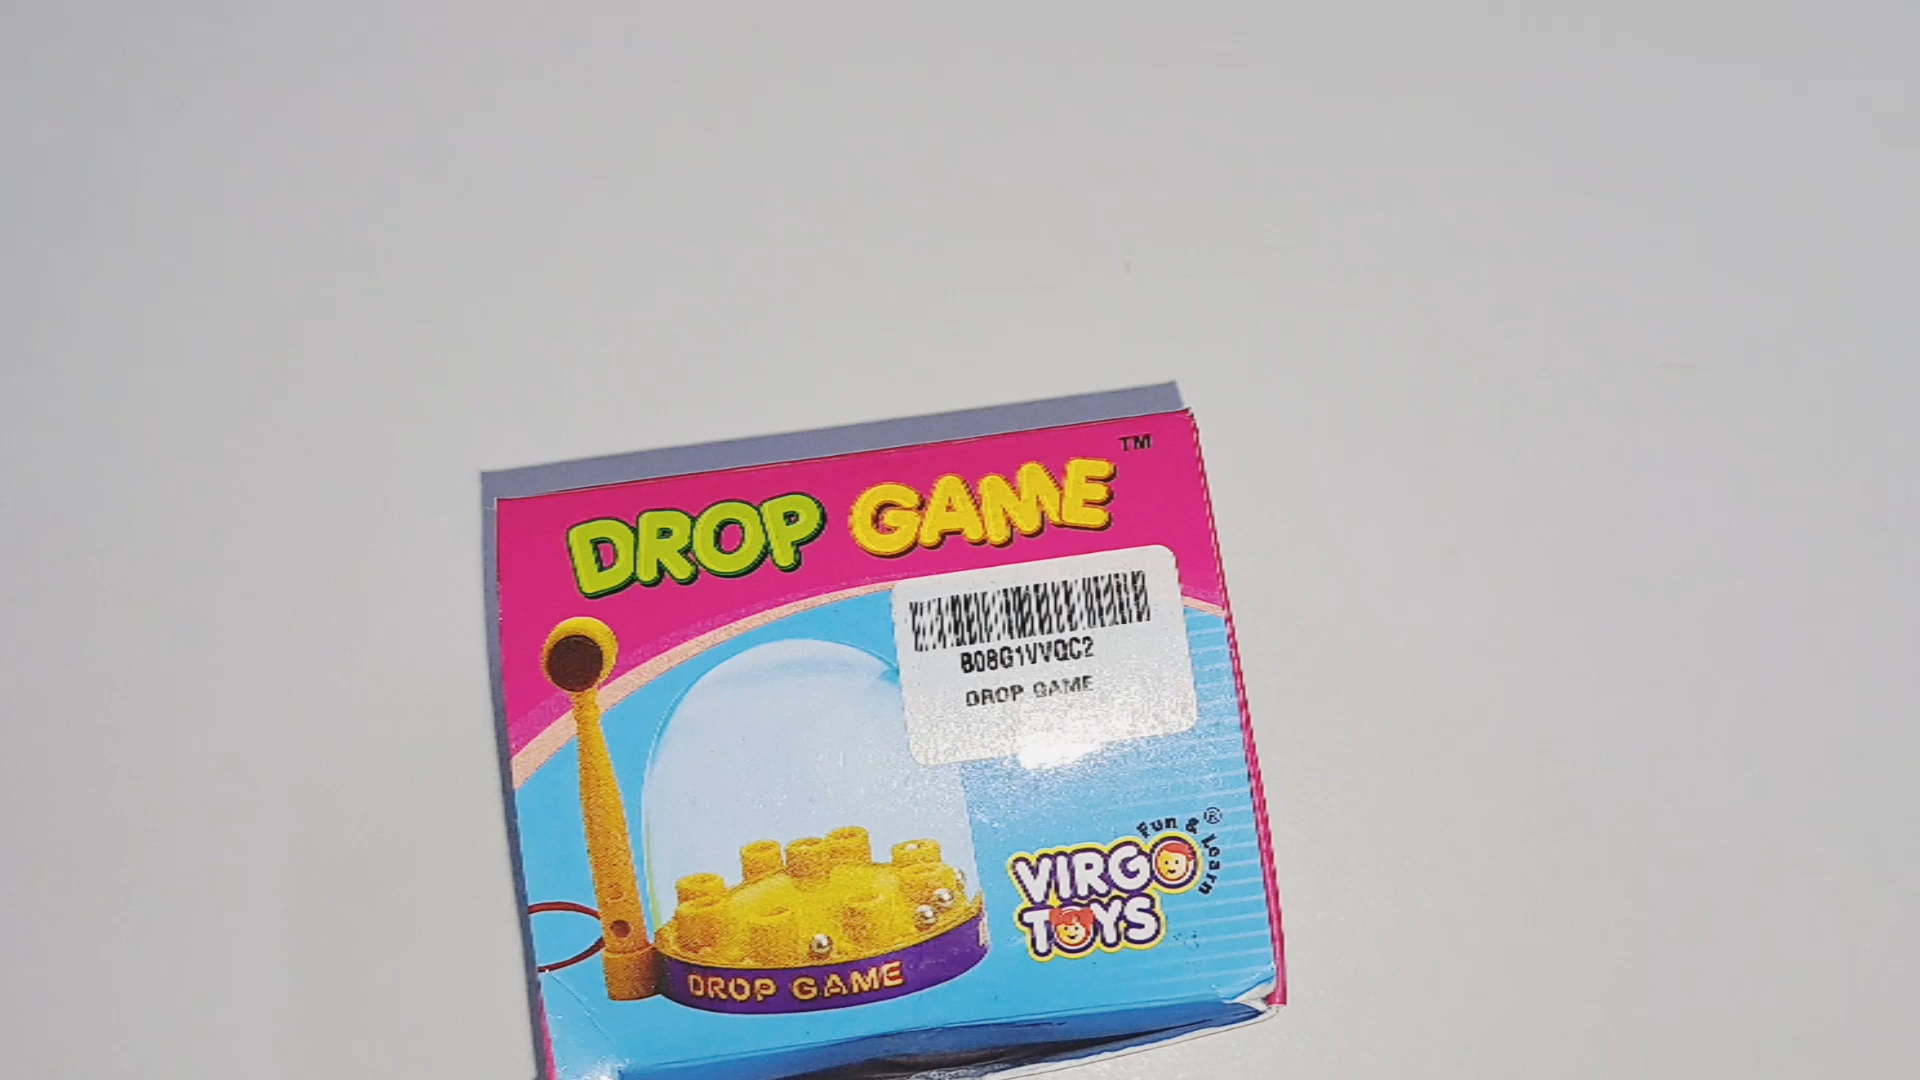 DROP GAME™
B08G1VVQC2
DROP GAME
Fun & Learn®
VIRGO
TOYS
DROP GAME